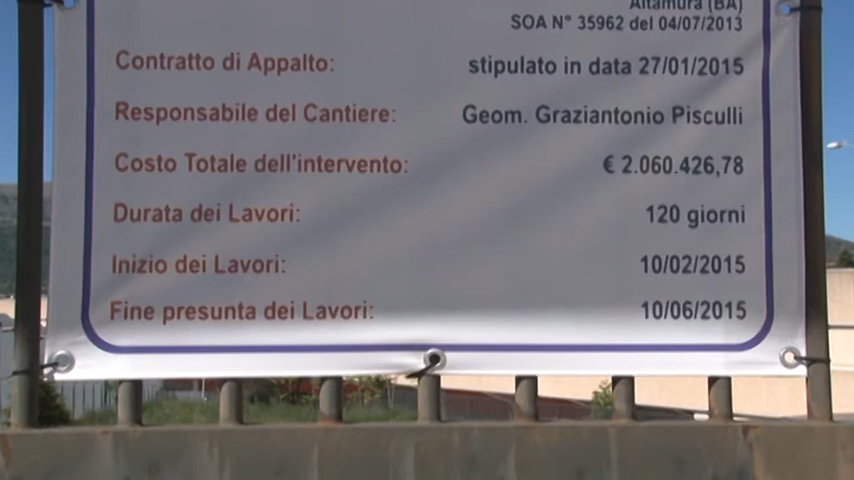 Altamura (BA)
SOA N° 35962 del 04/07/2013
Contratto di Appalto: stipulato in data 27/01/2015
Responsabile del Cantiere: Geom. Graziantonio Pisculli
Costo Totale dell'intervento: € 2.060.426,78
Durata dei Lavori: 120 giorni
Inizio dei Lavori: 10/02/2015
Fine presunta dei Lavori: 10/06/2015